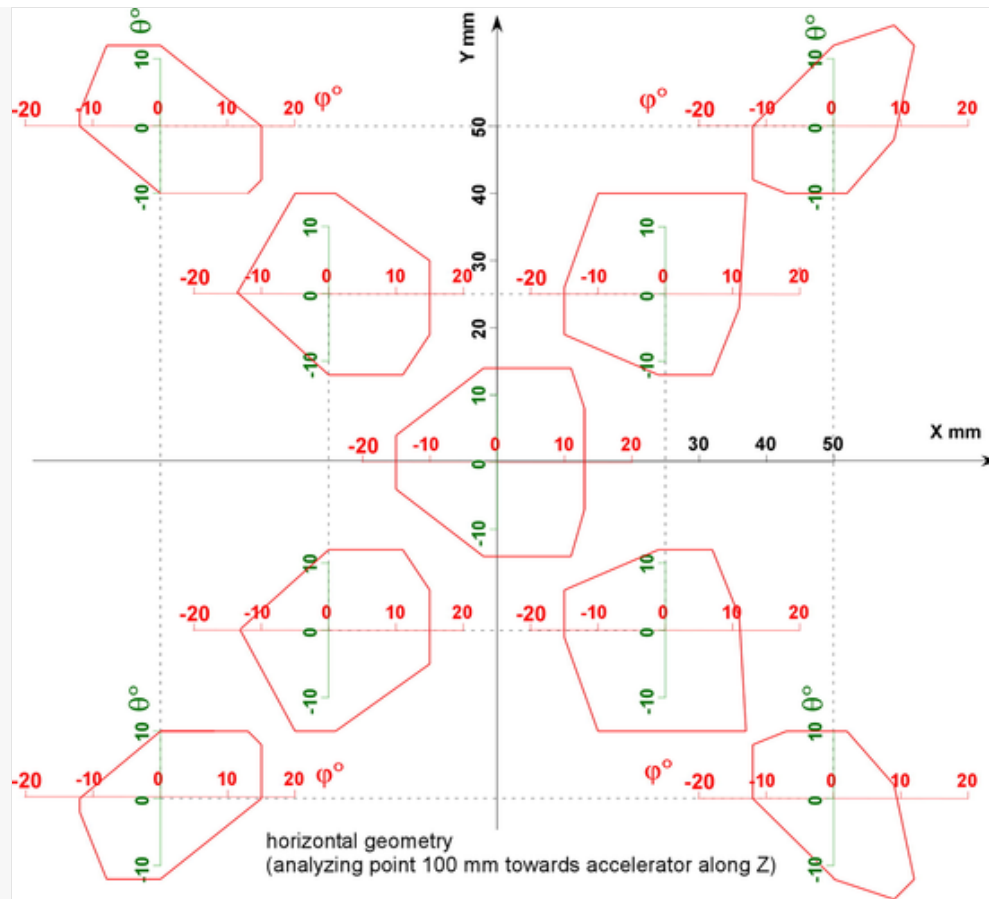 θ°
Y mm
θ°
10
10
-20 -10 0 10 20 φ°
φ° -20 -10 0 10 20
0
50
0
-10
-10
40
10
30
10
-20 -10 0 10 20
-20 -10 0 10 20
0
0
20
-10
-10
10
X mm
-20 -10 0 10 20 30 40 50
0
-10
10
10
-20 -10 0 10 20
-20 -10 0 10 20
0
0
-10
-10
θ°
θ°
10
10
-20 -10 0 10 20 φ°
φ° -20 -10 0 10 20
0
0
horizontal geometry
(analyzing point 100 mm towards accelerator along Z)
-10
-10